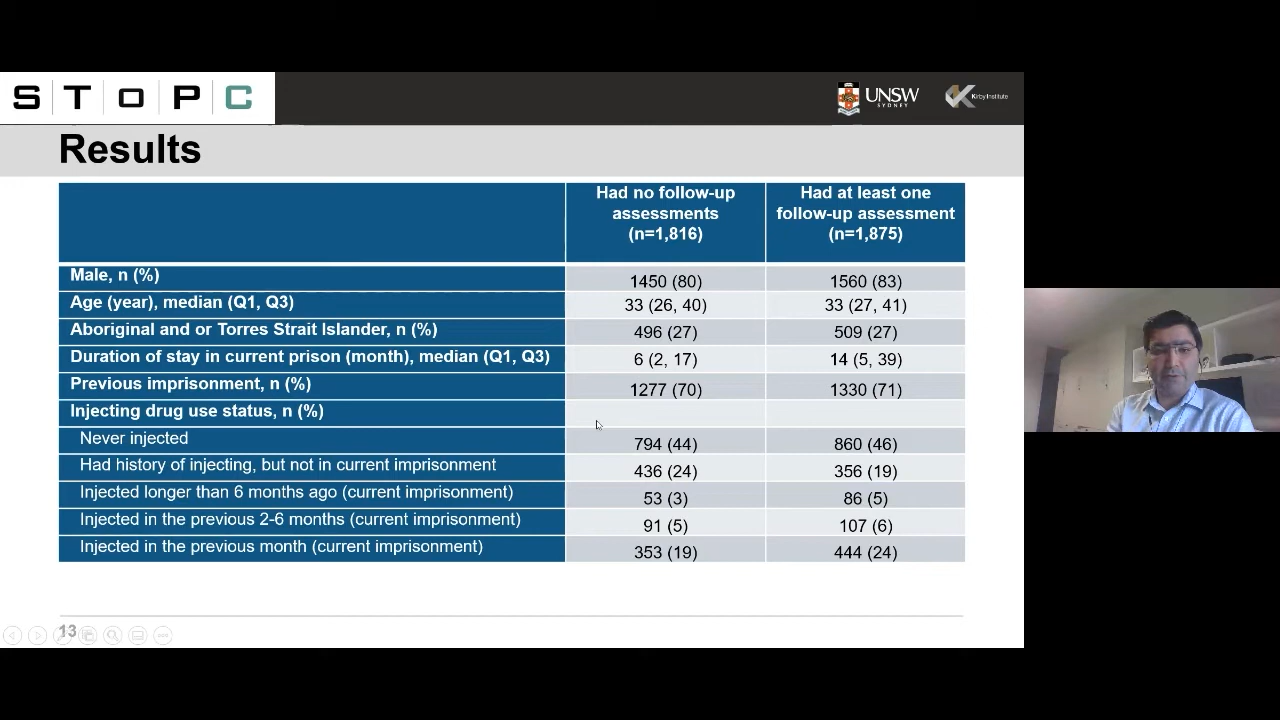 STOPC
UNSW
SYDNEY
Kirby Institute
Results
Had no follow-up assessments (n=1,816)
Had at least one follow-up assessment (n=1,875)
Male, n (%) 1450 (80) 1560 (83)
Age (year), median (Q1, Q3) 33 (26, 40) 33 (27, 41)
Aboriginal and or Torres Strait Islander, n (%) 496 (27) 509 (27)
Duration of stay in current prison (month), median (Q1, Q3) 6 (2, 17) 14 (5, 39)
Previous imprisonment, n (%) 1277 (70) 1330 (71)
Injecting drug use status, n (%)
Never injected 794 (44) 860 (46)
Had history of injecting, but not in current imprisonment 436 (24) 356 (19)
Injected longer than 6 months ago (current imprisonment) 53 (3) 86 (5)
Injected in the previous 2-6 months (current imprisonment) 91 (5) 107 (6)
Injected in the previous month (current imprisonment) 353 (19) 444 (24)
13